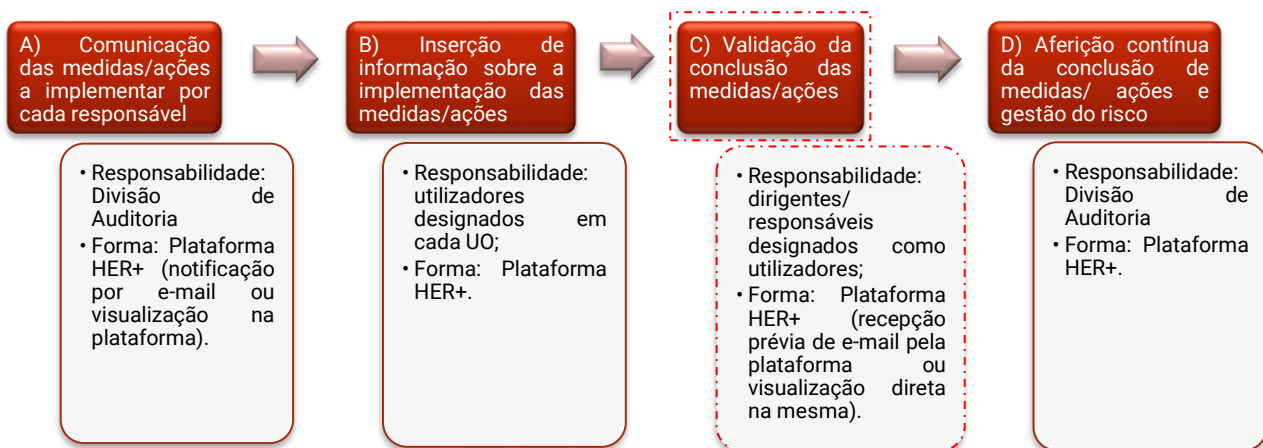 A) Comunicação
das medidas/ações
a implementar por
cada responsável
• Responsabilidade:
Divisão de
Auditoria
• Forma: Plataforma
HER+ (notificação
por e-mail ou
visualização na
plataforma).
B) Inserção de
informação sobre a
implementação das
medidas/ações
• Responsabilidade:
utilizadores
designados em
cada UO;
• Forma: Plataforma
HER+.
C) Validação da
conclusão das
medidas/ações
• Responsabilidade:
dirigentes/
responsáveis
designados como
utilizadores;
• Forma: Plataforma
HER+ (recepção
prévia de e-mail pela
plataforma ou
visualização direta
na mesma).
D) Aferição contínua
da conclusão de
medidas/ ações e
gestão do risco
• Responsabilidade:
Divisão de
Auditoria
• Forma: Plataforma
HER+.